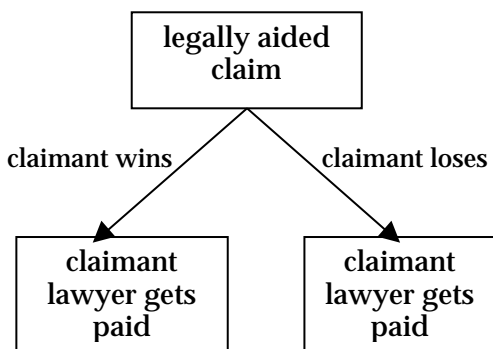 legally aided
claim
claimant wins
claimant loses
claimant
lawyer gets
paid
claimant
lawyer gets
paid